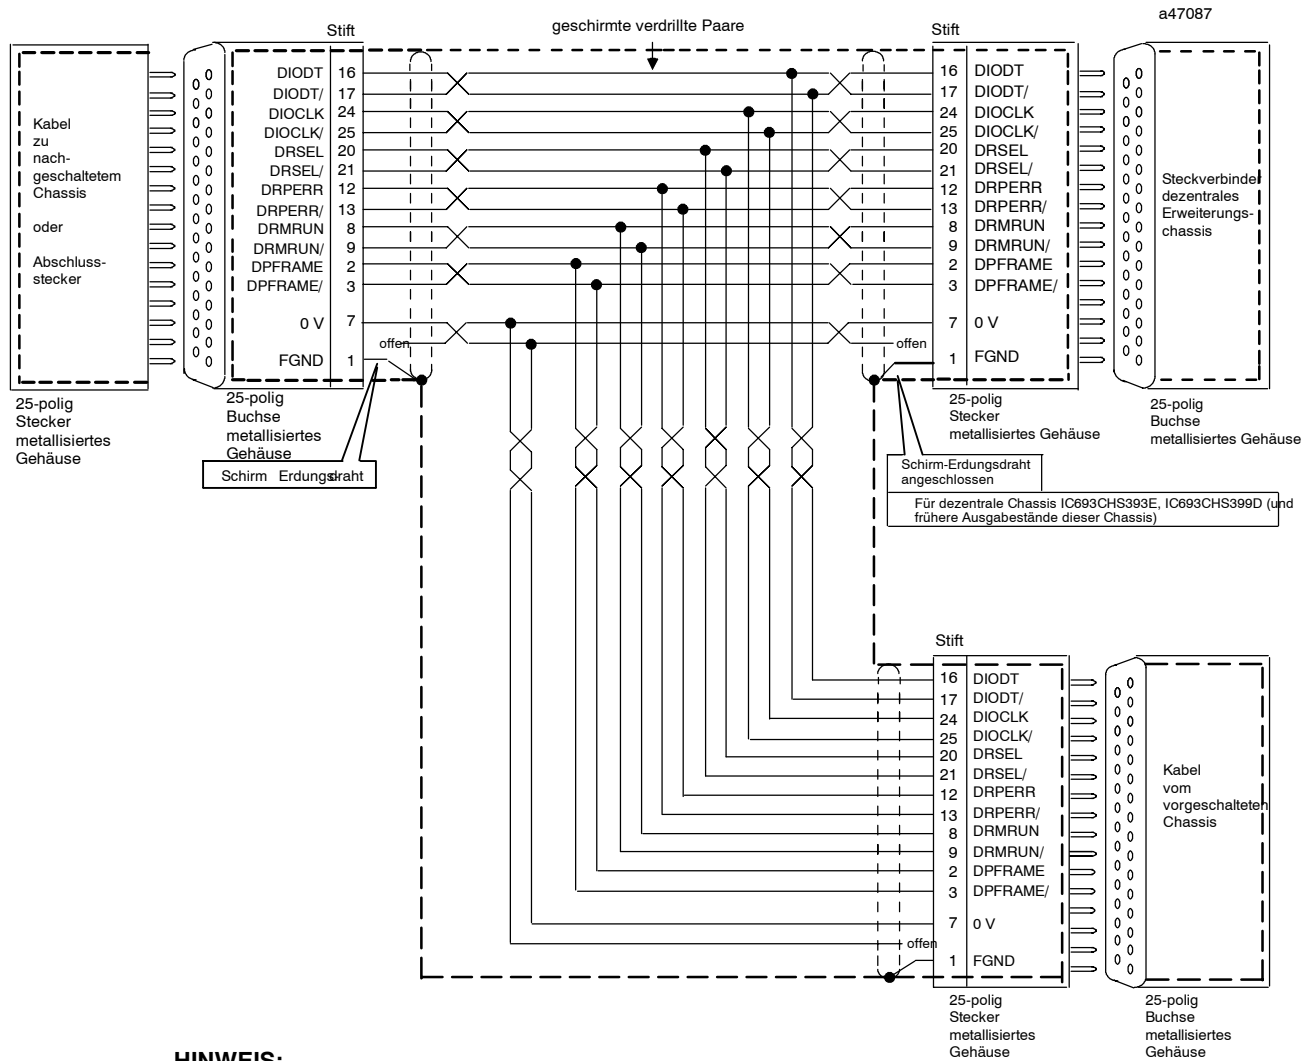 a47087
geschirmte verdrillte Paare
Stift
Kabel
zu
nach-
geschaltetem
Chassis
oder
Abschluss-
stecker
DIODT 16
DIODT/ 17
DIOCLK 24
DIOCLK/ 25
DRSEL 20
DRSEL/ 21
DRPERR 12
DRPERR/ 13
DRMRUN 8
DRMRUN/ 9
DPFRAME 2
DPFRAME/ 3
0 V 7
offen
FGND 1
25-polig
Stecker
metallisiertes
Gehäuse
25-polig
Buchse
metallisiertes
Gehäuse
Schirm Erdungsdraht
Stift
16 DIODT
17 DIODT/
24 DIOCLK
25 DIOCLK/
20 DRSEL
21 DRSEL/
12 DRPERR
13 DRPERR/
8 DRMRUN
9 DRMRUN/
2 DPFRAME
3 DPFRAME/
7 0 V
offen
1 FGND
Steckverbinder
dezentrales
Erweiterungs-
chassis
25-polig
Stecker
metallisiertes Gehäuse
25-polig
Buchse
metallisiertes Gehäuse
Schirm-Erdungsdraht
angeschlossen
Für dezentrale Chassis IC693CHS393E, IC693CHS399D (und
frühere Ausgabestände dieser Chassis)
Stift
16 DIODT
17 DIODT/
24 DIOCLK
25 DIOCLK/
20 DRSEL
21 DRSEL/
12 DRPERR
13 DRPERR/
8 DRMRUN
9 DRMRUN/
2 DPFRAME
3 DPFRAME/
7 0 V
offen
1 FGND
Kabel
vom
vorgeschalteten
Chassis
25-polig
Stecker
metallisiertes
Gehäuse
25-polig
Buchse
metallisiertes
Gehäuse
HINWEIS: